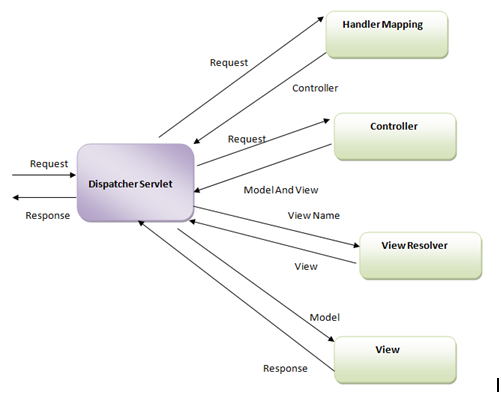 Handler Mapping
Request
Controller
Request
Controller
Request
Dispatcher Servlet
Model And View
Response
View Name
View Resolver
View
Model
View
Response